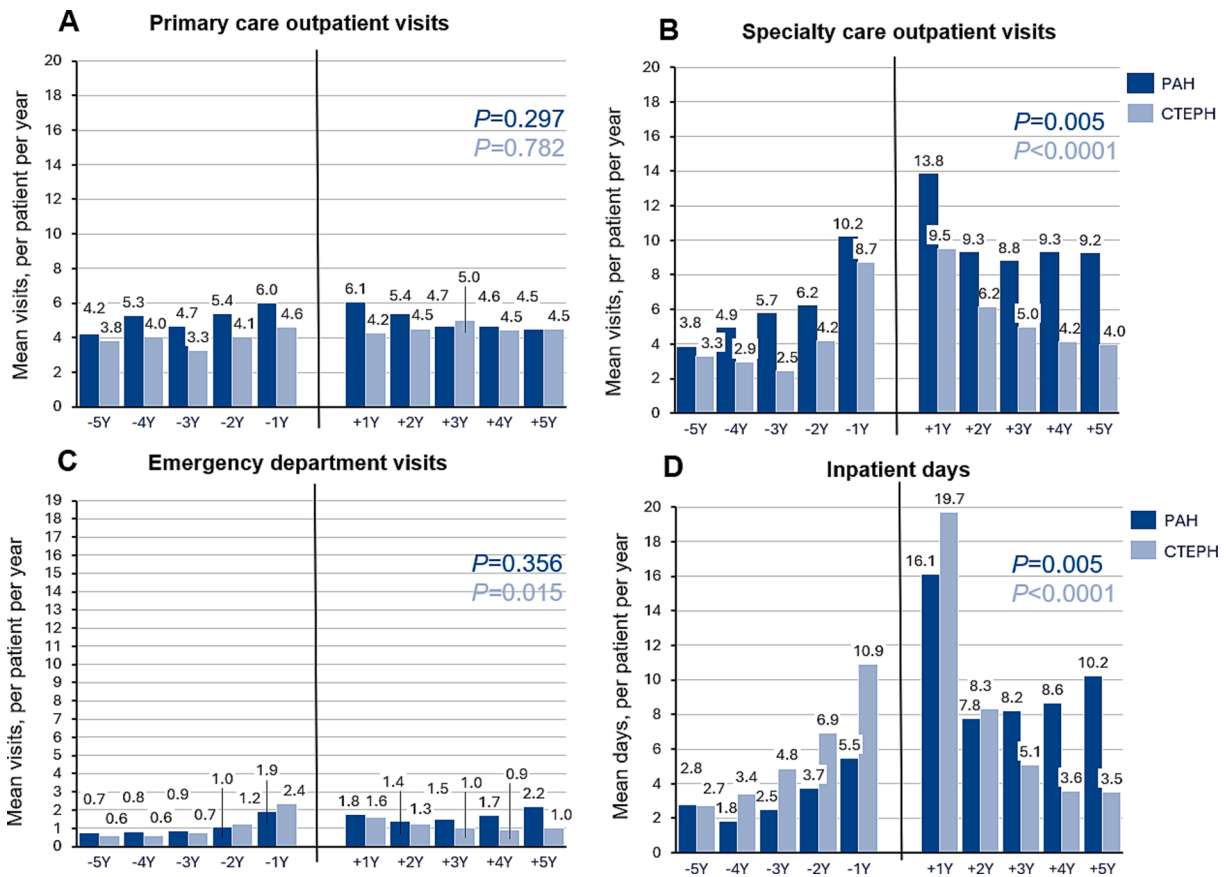 A Primary care outpatient visits
Mean visits, per patient per year
20
18
16
14
12
10
8
6
4
2
0
P=0.297
P=0.782
4.2 3.8 5.3 4.0 4.7 3.3 5.4 4.1 6.0 4.6 6.1 4.2 5.4 4.5 4.7 5.0 4.6 4.5 4.5 4.5
-5Y -4Y -3Y -2Y -1Y +1Y +2Y +3Y +4Y +5Y
B Specialty care outpatient visits
Mean visits, per patient per year
20
18
16
14
12
10
8
6
4
2
0
PAH
CTEPH
P=0.005
P<0.0001
3.8 3.3 4.9 2.9 5.7 2.5 6.2 4.2 10.2 8.7 13.8 9.5 9.3 6.2 8.8 5.0 9.3 4.2 9.2 4.0
-5Y -4Y -3Y -2Y -1Y +1Y +2Y +3Y +4Y +5Y
C Emergency department visits
Mean visits, per patient per year
19
18
17
16
15
14
13
12
11
10
9
8
7
6
5
4
3
2
1
0
P=0.356
P=0.015
0.7 0.6 0.8 0.6 0.9 0.7 1.0 1.2 1.9 2.4 1.8 1.6 1.4 1.3 1.5 1.0 1.7 0.9 2.2 1.0
-5Y -4Y -3Y -2Y -1Y +1Y +2Y +3Y +4Y +5Y
D Inpatient days
Mean days, per patient per year
20
18
16
14
12
10
8
6
4
2
0
PAH
CTEPH
P=0.005
P<0.0001
2.8 2.7 1.8 3.4 2.5 4.8 3.7 6.9 5.5 10.9 16.1 19.7 7.8 8.3 8.2 5.1 8.6 3.6 10.2 3.5
-5Y -4Y -3Y -2Y -1Y +1Y +2Y +3Y +4Y +5Y